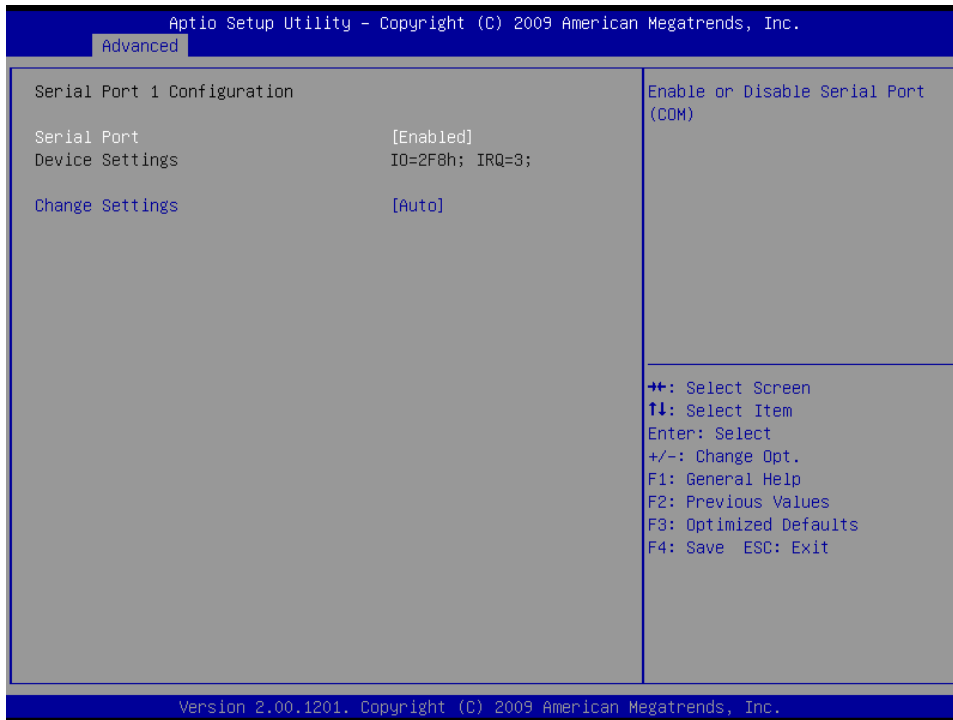 Aptio Setup Utility – Copyright (C) 2009 American Megatrends, Inc.
Advanced
Serial Port 1 Configuration
Serial Port [Enabled]
Device Settings IO=2F8h; IRQ=3;
Change Settings [Auto]
Enable or Disable Serial Port
(COM)
→←: Select Screen
↑↓: Select Item
Enter: Select
+/-: Change Opt.
F1: General Help
F2: Previous Values
F3: Optimized Defaults
F4: Save ESC: Exit
Version 2.00.1201. Copyright (C) 2009 American Megatrends, Inc.